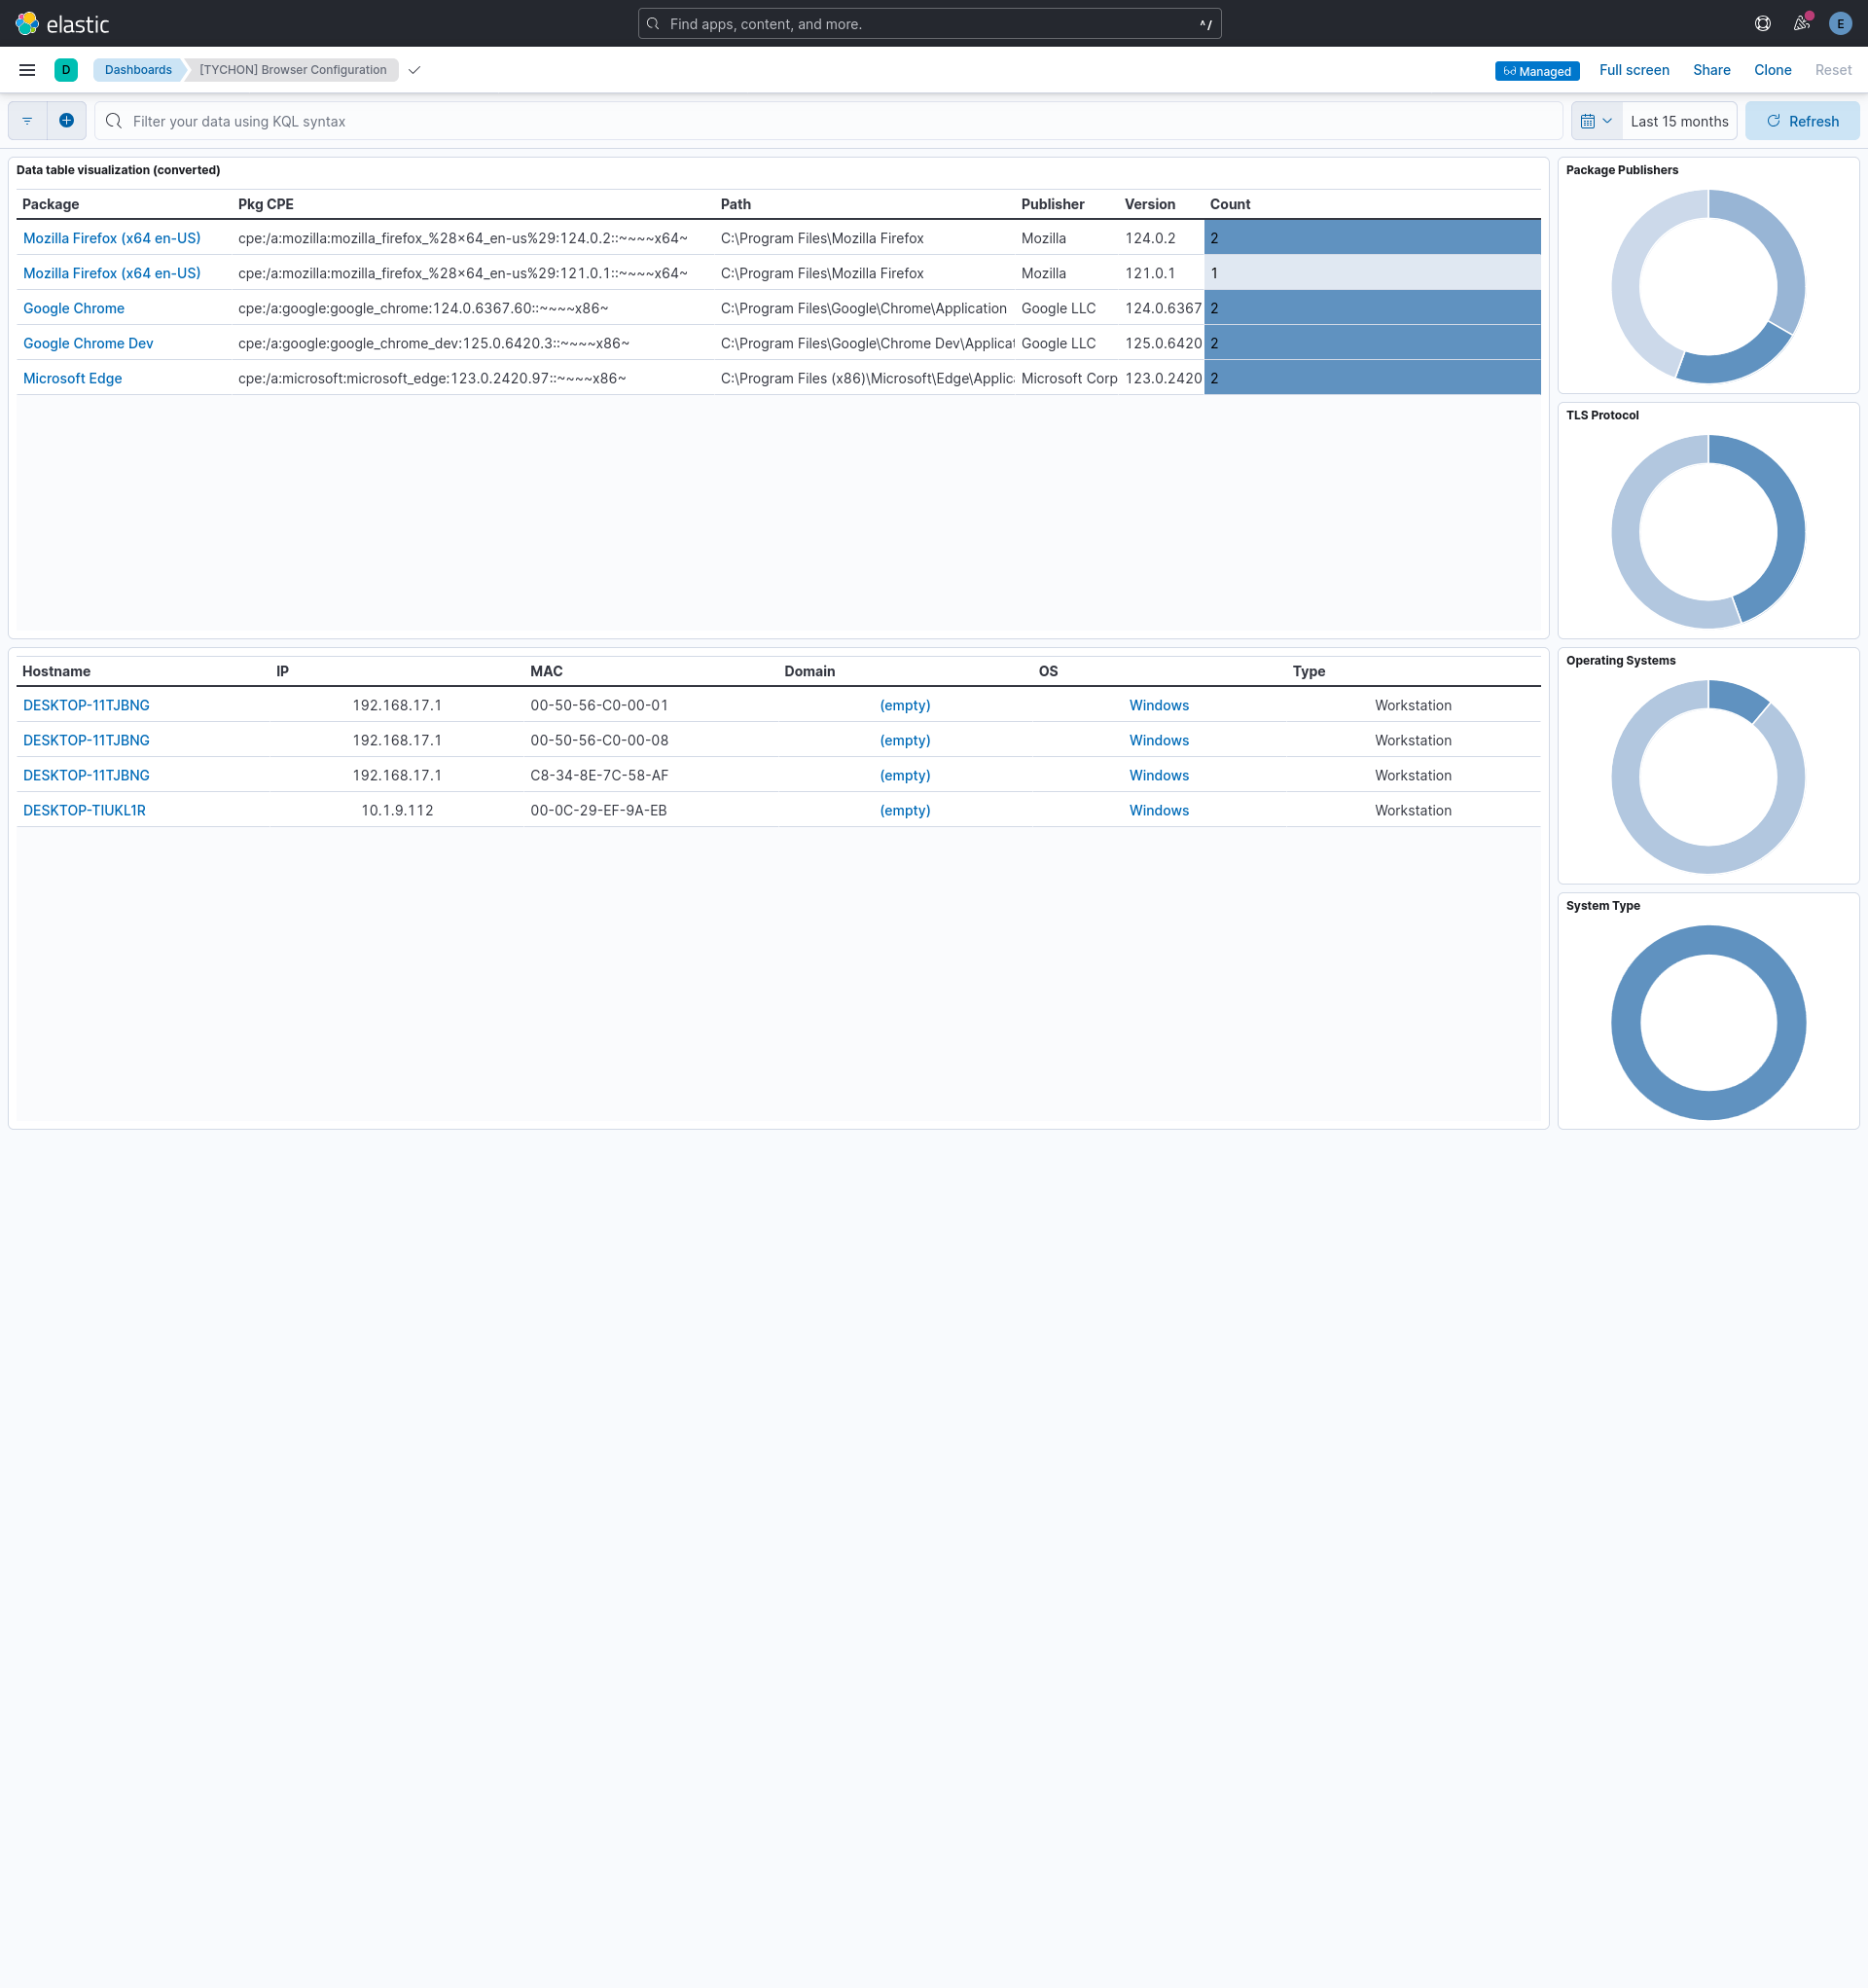 elastic
Find apps, content, and more. ^/
E
D Dashboards [TYCHON] Browser Configuration Managed Full screen Share Clone Reset
Filter your data using KQL syntax Last 15 months Refresh
Data table visualization (converted)
Package Pkg CPE Path Publisher Version Count
Mozilla Firefox (x64 en-US) cpe:/a:mozilla:mozilla_firefox_%28x64_en-us%29:124.0.2::~~~~x64~ C:\Program Files\Mozilla Firefox Mozilla 124.0.2 2
Mozilla Firefox (x64 en-US) cpe:/a:mozilla:mozilla_firefox_%28x64_en-us%29:121.0.1::~~~~x64~ C:\Program Files\Mozilla Firefox Mozilla 121.0.1 1
Google Chrome cpe:/a:google:google_chrome:124.0.6367.60::~~~~x86~ C:\Program Files\Google\Chrome\Application Google LLC 124.0.6367 2
Google Chrome Dev cpe:/a:google:google_chrome_dev:125.0.6420.3::~~~~x86~ C:\Program Files\Google\Chrome Dev\Applicat Google LLC 125.0.6420 2
Microsoft Edge cpe:/a:microsoft:microsoft_edge:123.0.2420.97::~~~~x86~ C:\Program Files (x86)\Microsoft\Edge\Applic Microsoft Corp 123.0.2420 2
Package Publishers
TLS Protocol
Hostname IP MAC Domain OS Type
DESKTOP-11TJBNG 192.168.17.1 00-50-56-C0-00-01 (empty) Windows Workstation
DESKTOP-11TJBNG 192.168.17.1 00-50-56-C0-00-08 (empty) Windows Workstation
DESKTOP-11TJBNG 192.168.17.1 C8-34-8E-7C-58-AF (empty) Windows Workstation
DESKTOP-TIUKL1R 10.1.9.112 00-0C-29-EF-9A-EB (empty) Windows Workstation
Operating Systems
System Type